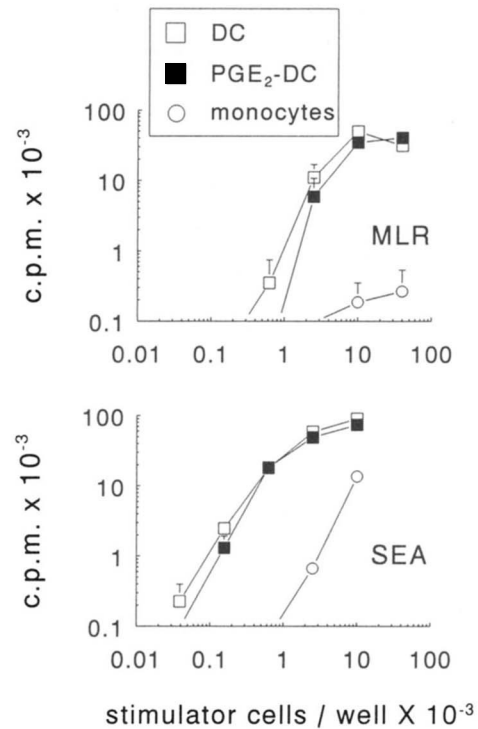 DC
PGE₂-DC
monocytes
c.p.m. x 10⁻³
100
10
1
0.1
MLR
0.01 0.1 1 10 100
c.p.m. x 10⁻³
100
10
1
0.1
SEA
0.01 0.1 1 10 100
stimulator cells / well X 10⁻³